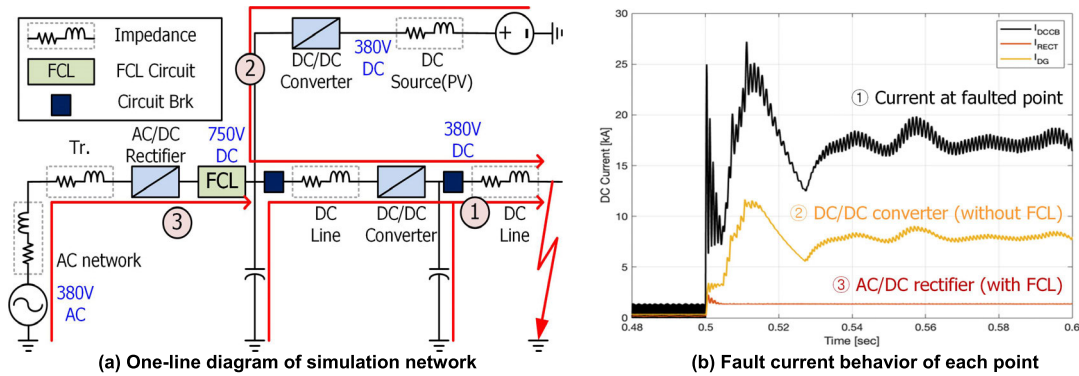 Impedance
FCL
FCL Circuit
Circuit Brk
2
DC/DC
Converter
380V
DC
DC
Source(PV)
+
−
Tr.
AC/DC
Rectifier
750V
DC
FCL
380V
DC
3
DC
Line
DC/DC
Converter
1
DC
Line
AC network
380V
AC
(a) One-line diagram of simulation network
30
25
20
15
10
5
0
DC Current [kA]
I_DCCB
I_RECT
I_DG
① Current at faulted point
② DC/DC converter (without FCL)
③ AC/DC rectifier (with FCL)
0.48
0.5
0.52
0.54
0.56
0.58
0.6
Time [sec]
(b) Fault current behavior of each point